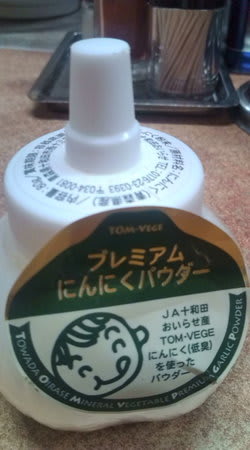 TOM-VEGE
TOM-VEGE
プレミアム
にんにくパウダー
JA十和田
おいらせ産
TOM-VEGE
にんにく(低臭)
を使った
パウダー
TOWADA OIRASE MINERAL VEGETABLE PREMIUM GARLIC POWDER